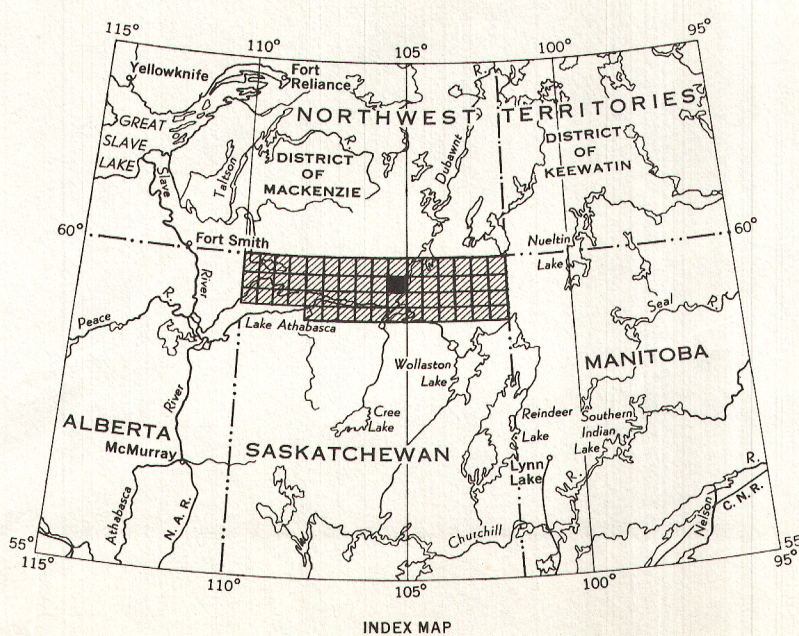 115°
110°
105°
100°
95°
Yellowknife
Fort
Reliance
R.
NORTHWEST TERRITORIES
GREAT
SLAVE
LAKE
Slave
Taltson
R.
DISTRICT
OF
MACKENZIE
Dubawnt
DISTRICT
OF
KEEWATIN
60°
Fort Smith
60°
Nueltin
Lake
River
R.
Peace
Lake Athabasca
Seal R.
Wollaston
Lake
MANITOBA
River
Cree
Lake
Reindeer
Lake
Southern
Indian
Lake
ALBERTA
McMurray
SASKATCHEWAN
Lynn
Lake
M.R.
R.
C.N.R.
Nelson
Athabasca
N.A.R.
Churchill
55°
115°
110°
105°
100°
55
95°
INDEX MAP